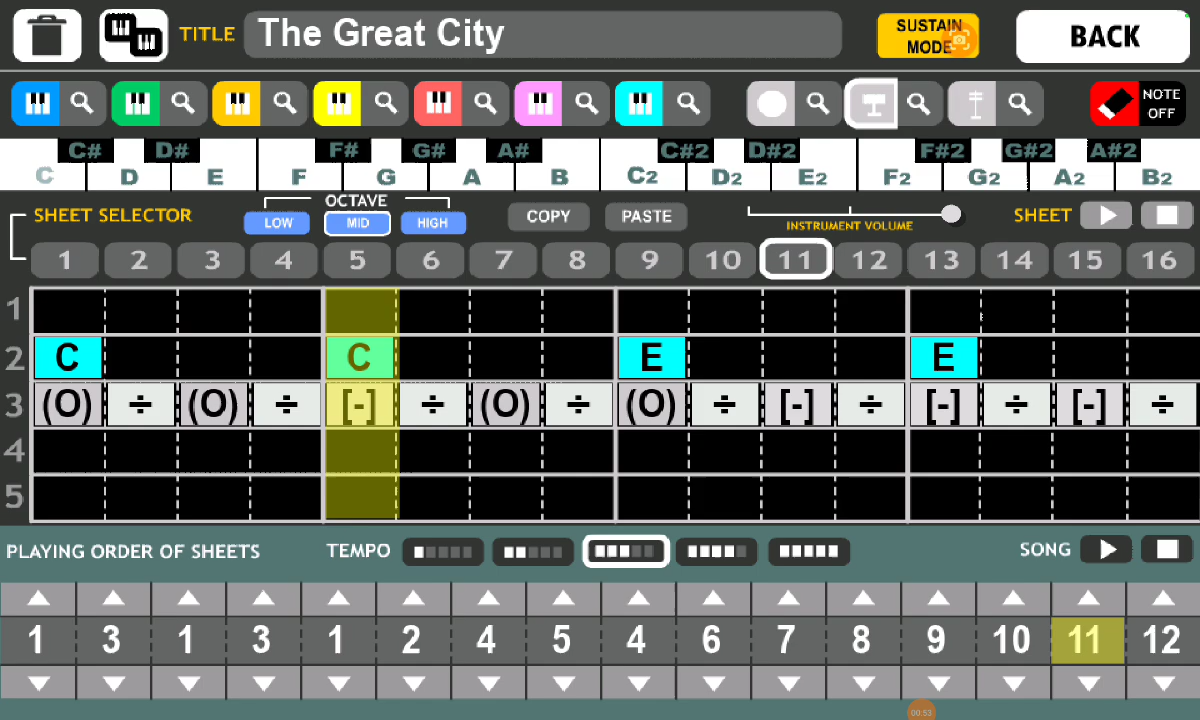 TITLE The Great City SUSTAIN MODE BACK
NOTE OFF
C# D# F# G# A# C#2 D#2 F#2 G#2 A#2
C D E F G A B C2 D2 E2 F2 G2 A2 B2
SHEET SELECTOR OCTAVE LOW MID HIGH COPY PASTE INSTRUMENT VOLUME SHEET
1 2 3 4 5 6 7 8 9 10 11 12 13 14 15 16
1
2 C C E E
3 (O) ÷ (O) ÷ [-] ÷ (O) ÷ (O) ÷ [-] ÷ [-] ÷ [-] ÷
4
5
PLAYING ORDER OF SHEETS TEMPO SONG
1 3 1 3 1 2 4 5 4 6 7 8 9 10 11 12
00:53